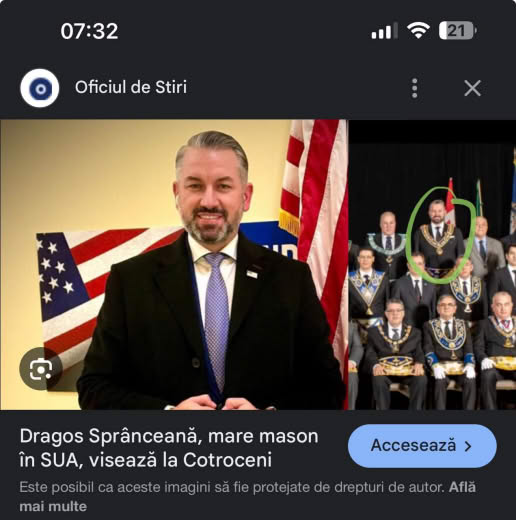 07:32
21
Oficiul de Stiri
Dragos Sprânceană, mare mason
în SUA, visează la Cotroceni
Accesează
Este posibil ca aceste imagini să fie protejate de drepturi de autor. Află
mai multe